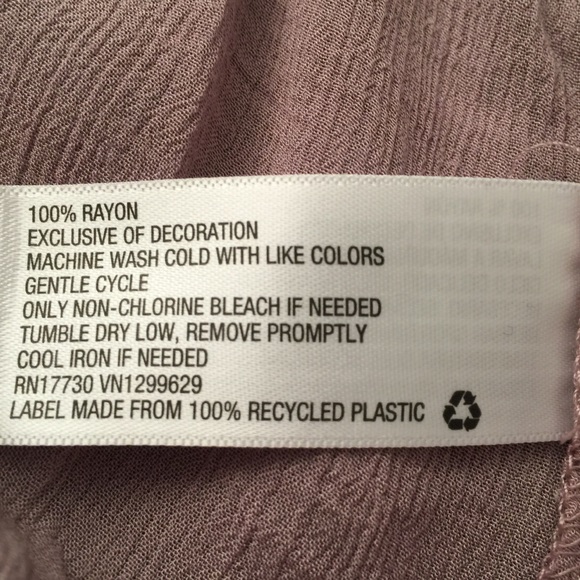 100% RAYON
EXCLUSIVE OF DECORATION
MACHINE WASH COLD WITH LIKE COLORS
GENTLE CYCLE
ONLY NON-CHLORINE BLEACH IF NEEDED
TUMBLE DRY LOW, REMOVE PROMPTLY
COOL IRON IF NEEDED
RN17730 VN1299629
LABEL MADE FROM 100% RECYCLED PLASTIC